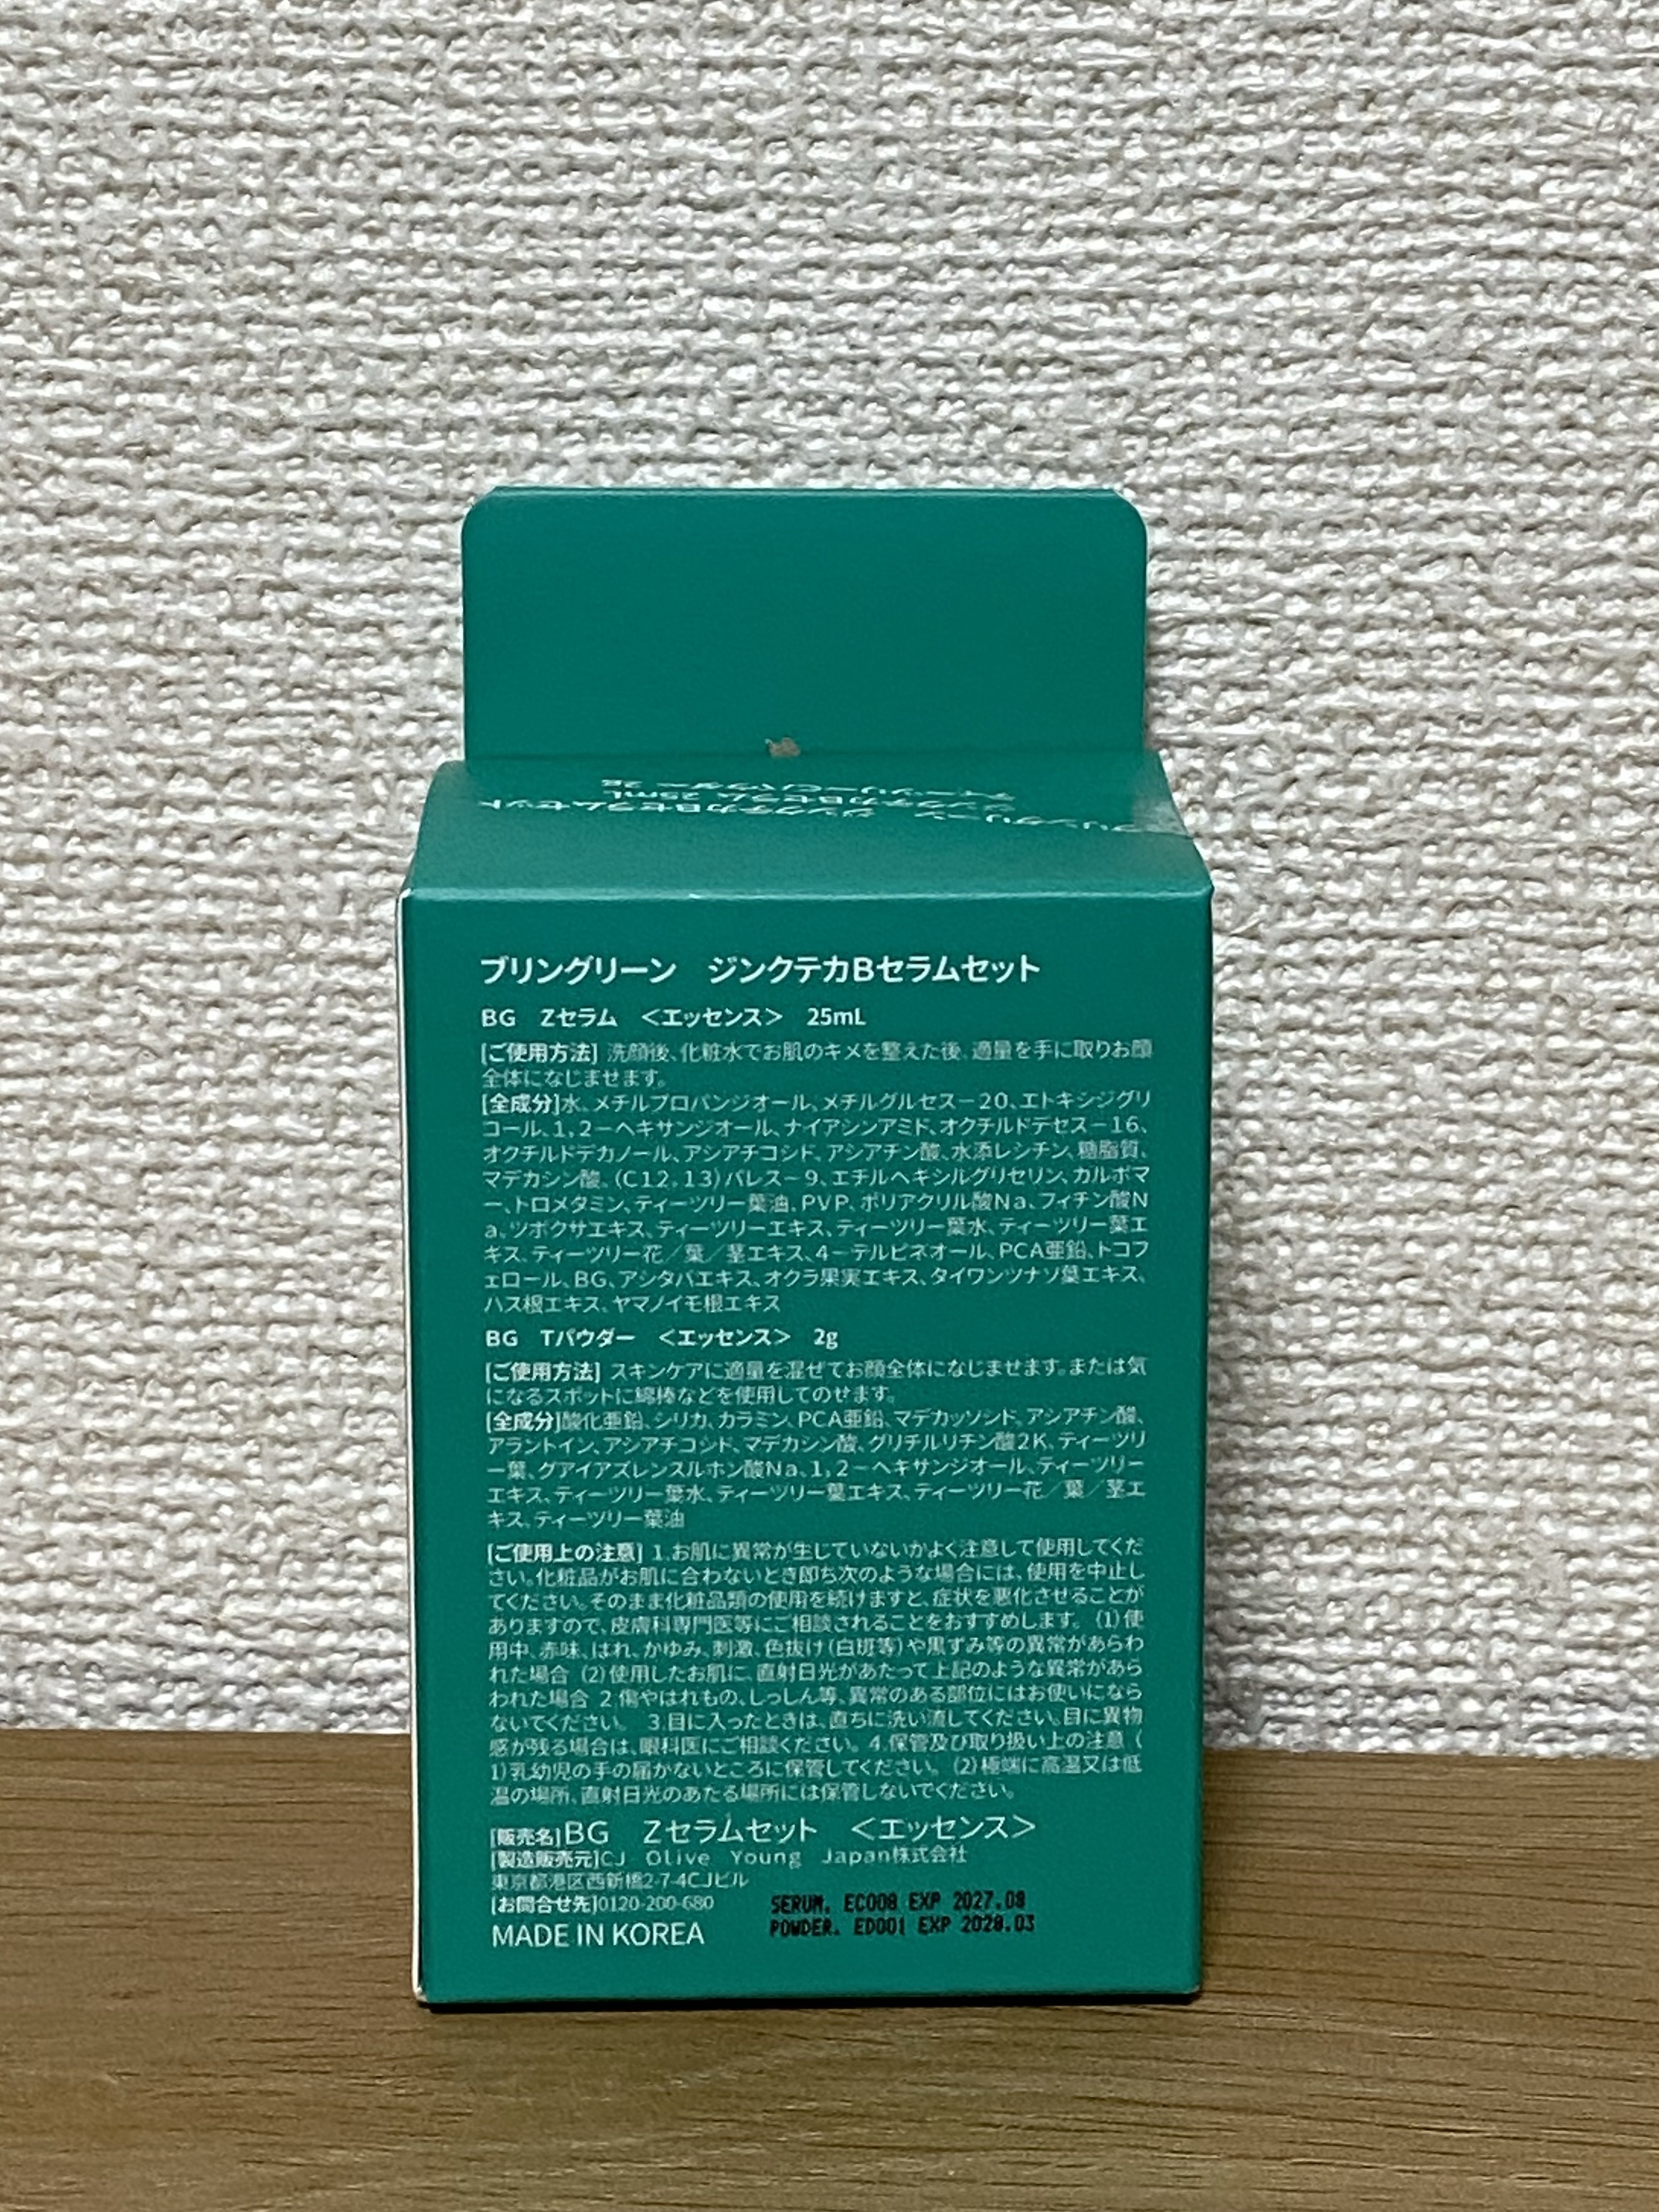 ブリングリーン　ジンクテカBセラムセット
ジンクテカBセラム 25mL
ティーツリーCパウダー 2g
ブリングリーン　ジンクテカBセラムセット
BG　Zセラム　＜エッセンス＞　25mL
[ご使用方法] 洗顔後、化粧水でお肌のキメを整えた後、適量を手に取りお顔
全体になじませます。
[全成分]水、メチルプロパンジオール、メチルグルセス－20、エトキシジグリ
コール、1,2－ヘキサンジオール、ナイアシンアミド、オクチルドデセス－16、
オクチルドデカノール、アシアチコシド、アシアチン酸、水添レシチン、糖脂質、
マデカシン酸、(C12,13)パレス－9、エチルヘキシルグリセリン、カルボマ
ー、トロメタミン、ティーツリー葉油、PVP、ポリアクリル酸Na、フィチン酸N
a、ツボクサエキス、ティーツリーエキス、ティーツリー葉水、ティーツリー葉エ
キス、ティーツリー花／葉／茎エキス、4－テルピネオール、PCA亜鉛、トコフ
ェロール、BG、アシタバエキス、オクラ果実エキス、タイワンツナソ葉エキス、
ハス根エキス、ヤマノイモ根エキス
BG　Tパウダー　＜エッセンス＞　2g
[ご使用方法] スキンケアに適量を混ぜてお顔全体になじませます。または気
になるスポットに綿棒などを使用してのせます。
[全成分]酸化亜鉛、シリカ、カラミン、PCA亜鉛、マデカッソシド、アシアチン酸、
アラントイン、アシアチコシド、マデカシン酸、グリチルリチン酸2K、ティーツリ
ー葉、グアイアズレンスルホン酸Na、1,2－ヘキサンジオール、ティーツリー
エキス、ティーツリー葉水、ティーツリー葉エキス、ティーツリー花／葉／茎エ
キス、ティーツリー葉油
[ご使用上の注意] 1.お肌に異常が生じていないかよく注意して使用してくだ
さい。化粧品がお肌に合わないとき即ち次のような場合には、使用を中止し
てください。そのまま化粧品類の使用を続けますと、症状を悪化させることが
ありますので、皮膚科専門医等にご相談されることをおすすめします。 (1)使
用中、赤味、はれ、かゆみ、刺激、色抜け(白斑等)や黒ずみ等の異常があらわ
れた場合 (2)使用したお肌に、直射日光があたって上記のような異常があら
われた場合 2.傷やはれもの、しっしん等、異常のある部位にはお使いになら
ないでください。 3.目に入ったときは、直ちに洗い流してください。目に異物
感が残る場合は、眼科医にご相談ください。 4.保管及び取り扱い上の注意 (
1)乳幼児の手の届かないところに保管してください。 (2)極端に高温又は低
温の場所、直射日光のあたる場所には保管しないでください。
[販売名]BG　Zセラムセット　＜エッセンス＞
[製造販売元]CJ　Olive　Young　Japan株式会社
東京都港区西新橋2-7-4CJビル
[お問合せ先]0120-200-680
SERUM. EC008 EXP 2027.08
POWDER. ED001 EXP 2028.03
MADE IN KOREA